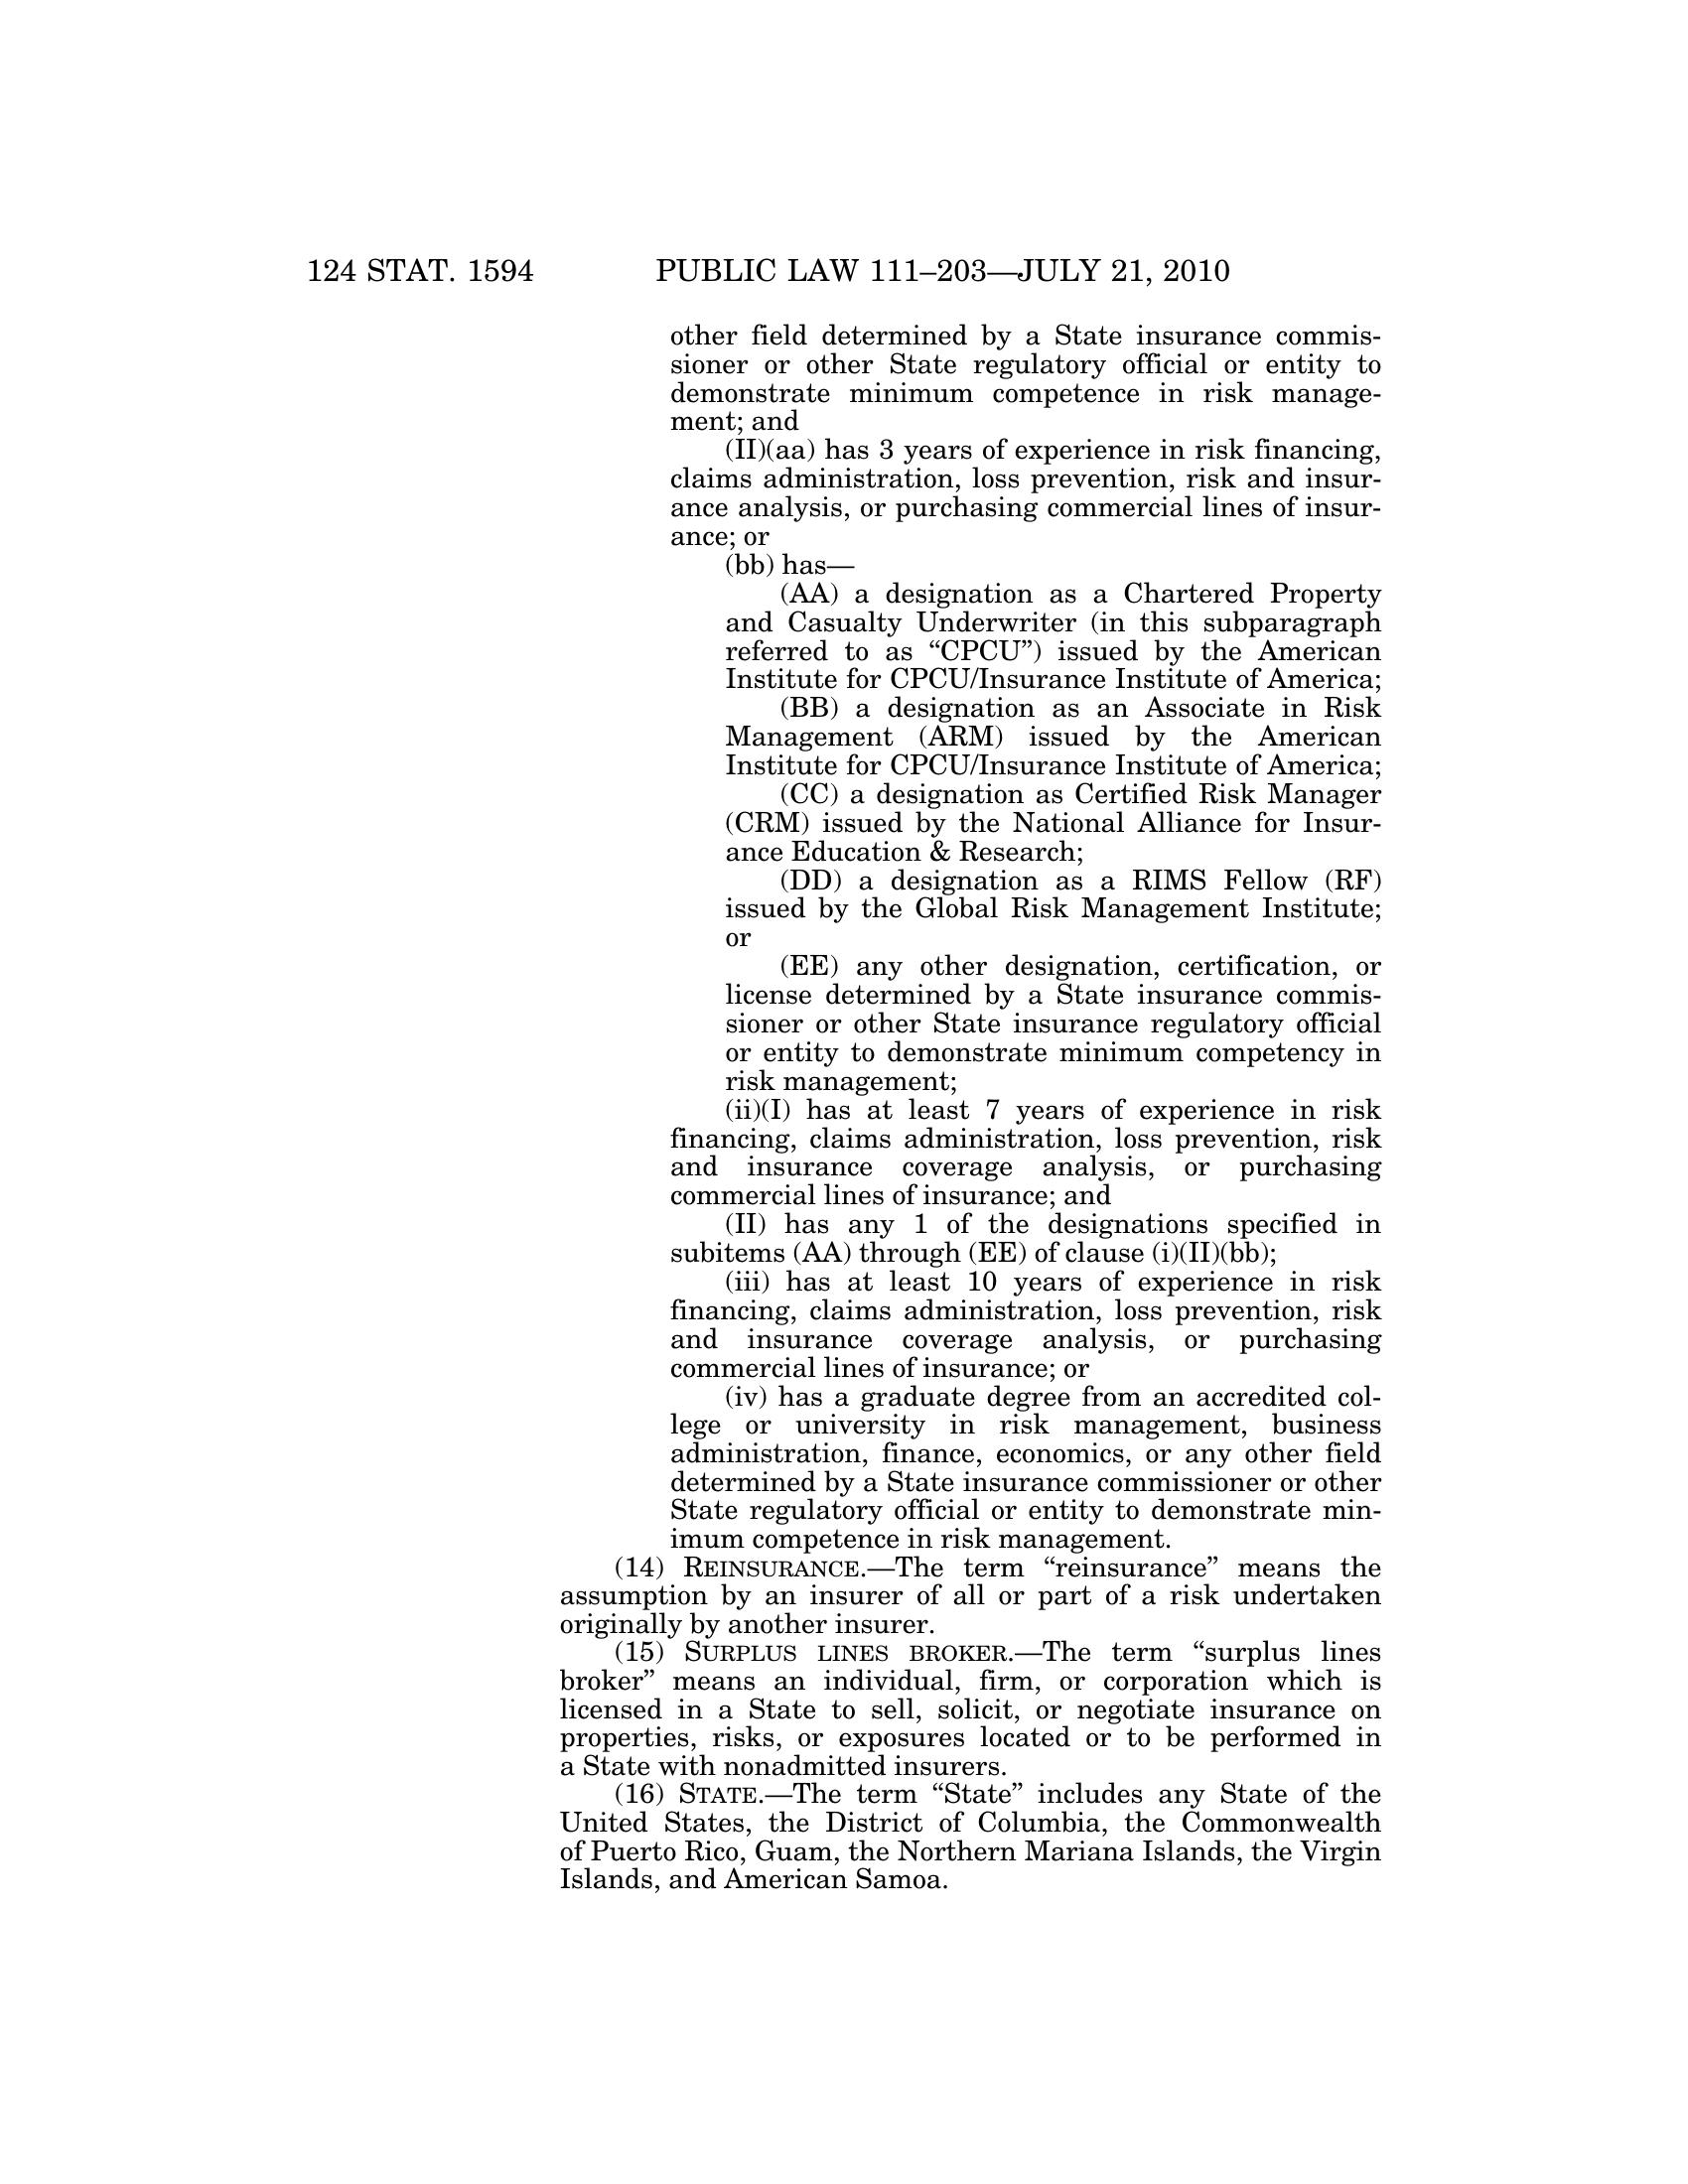 124 STAT. 1594 PUBLIC LAW 111–203—JULY 21, 2010
other field determined by a State insurance commis-
sioner or other State regulatory official or entity to
demonstrate minimum competence in risk manage-
ment; and
(II)(aa) has 3 years of experience in risk financing,
claims administration, loss prevention, risk and insur-
ance analysis, or purchasing commercial lines of insur-
ance; or
(bb) has—
(AA) a designation as a Chartered Property
and Casualty Underwriter (in this subparagraph
referred to as “CPCU”) issued by the American
Institute for CPCU/Insurance Institute of America;
(BB) a designation as an Associate in Risk
Management (ARM) issued by the American
Institute for CPCU/Insurance Institute of America;
(CC) a designation as Certified Risk Manager
(CRM) issued by the National Alliance for Insur-
ance Education & Research;
(DD) a designation as a RIMS Fellow (RF)
issued by the Global Risk Management Institute;
or
(EE) any other designation, certification, or
license determined by a State insurance commis-
sioner or other State insurance regulatory official
or entity to demonstrate minimum competency in
risk management;
(ii)(I) has at least 7 years of experience in risk
financing, claims administration, loss prevention, risk
and insurance coverage analysis, or purchasing
commercial lines of insurance; and
(II) has any 1 of the designations specified in
subitems (AA) through (EE) of clause (i)(II)(bb);
(iii) has at least 10 years of experience in risk
financing, claims administration, loss prevention, risk
and insurance coverage analysis, or purchasing
commercial lines of insurance; or
(iv) has a graduate degree from an accredited col-
lege or university in risk management, business
administration, finance, economics, or any other field
determined by a State insurance commissioner or other
State regulatory official or entity to demonstrate min-
imum competence in risk management.
(14) REINSURANCE.—The term “reinsurance” means the
assumption by an insurer of all or part of a risk undertaken
originally by another insurer.
(15) SURPLUS LINES BROKER.—The term “surplus lines
broker” means an individual, firm, or corporation which is
licensed in a State to sell, solicit, or negotiate insurance on
properties, risks, or exposures located or to be performed in
a State with nonadmitted insurers.
(16) STATE.—The term “State” includes any State of the
United States, the District of Columbia, the Commonwealth
of Puerto Rico, Guam, the Northern Mariana Islands, the Virgin
Islands, and American Samoa.